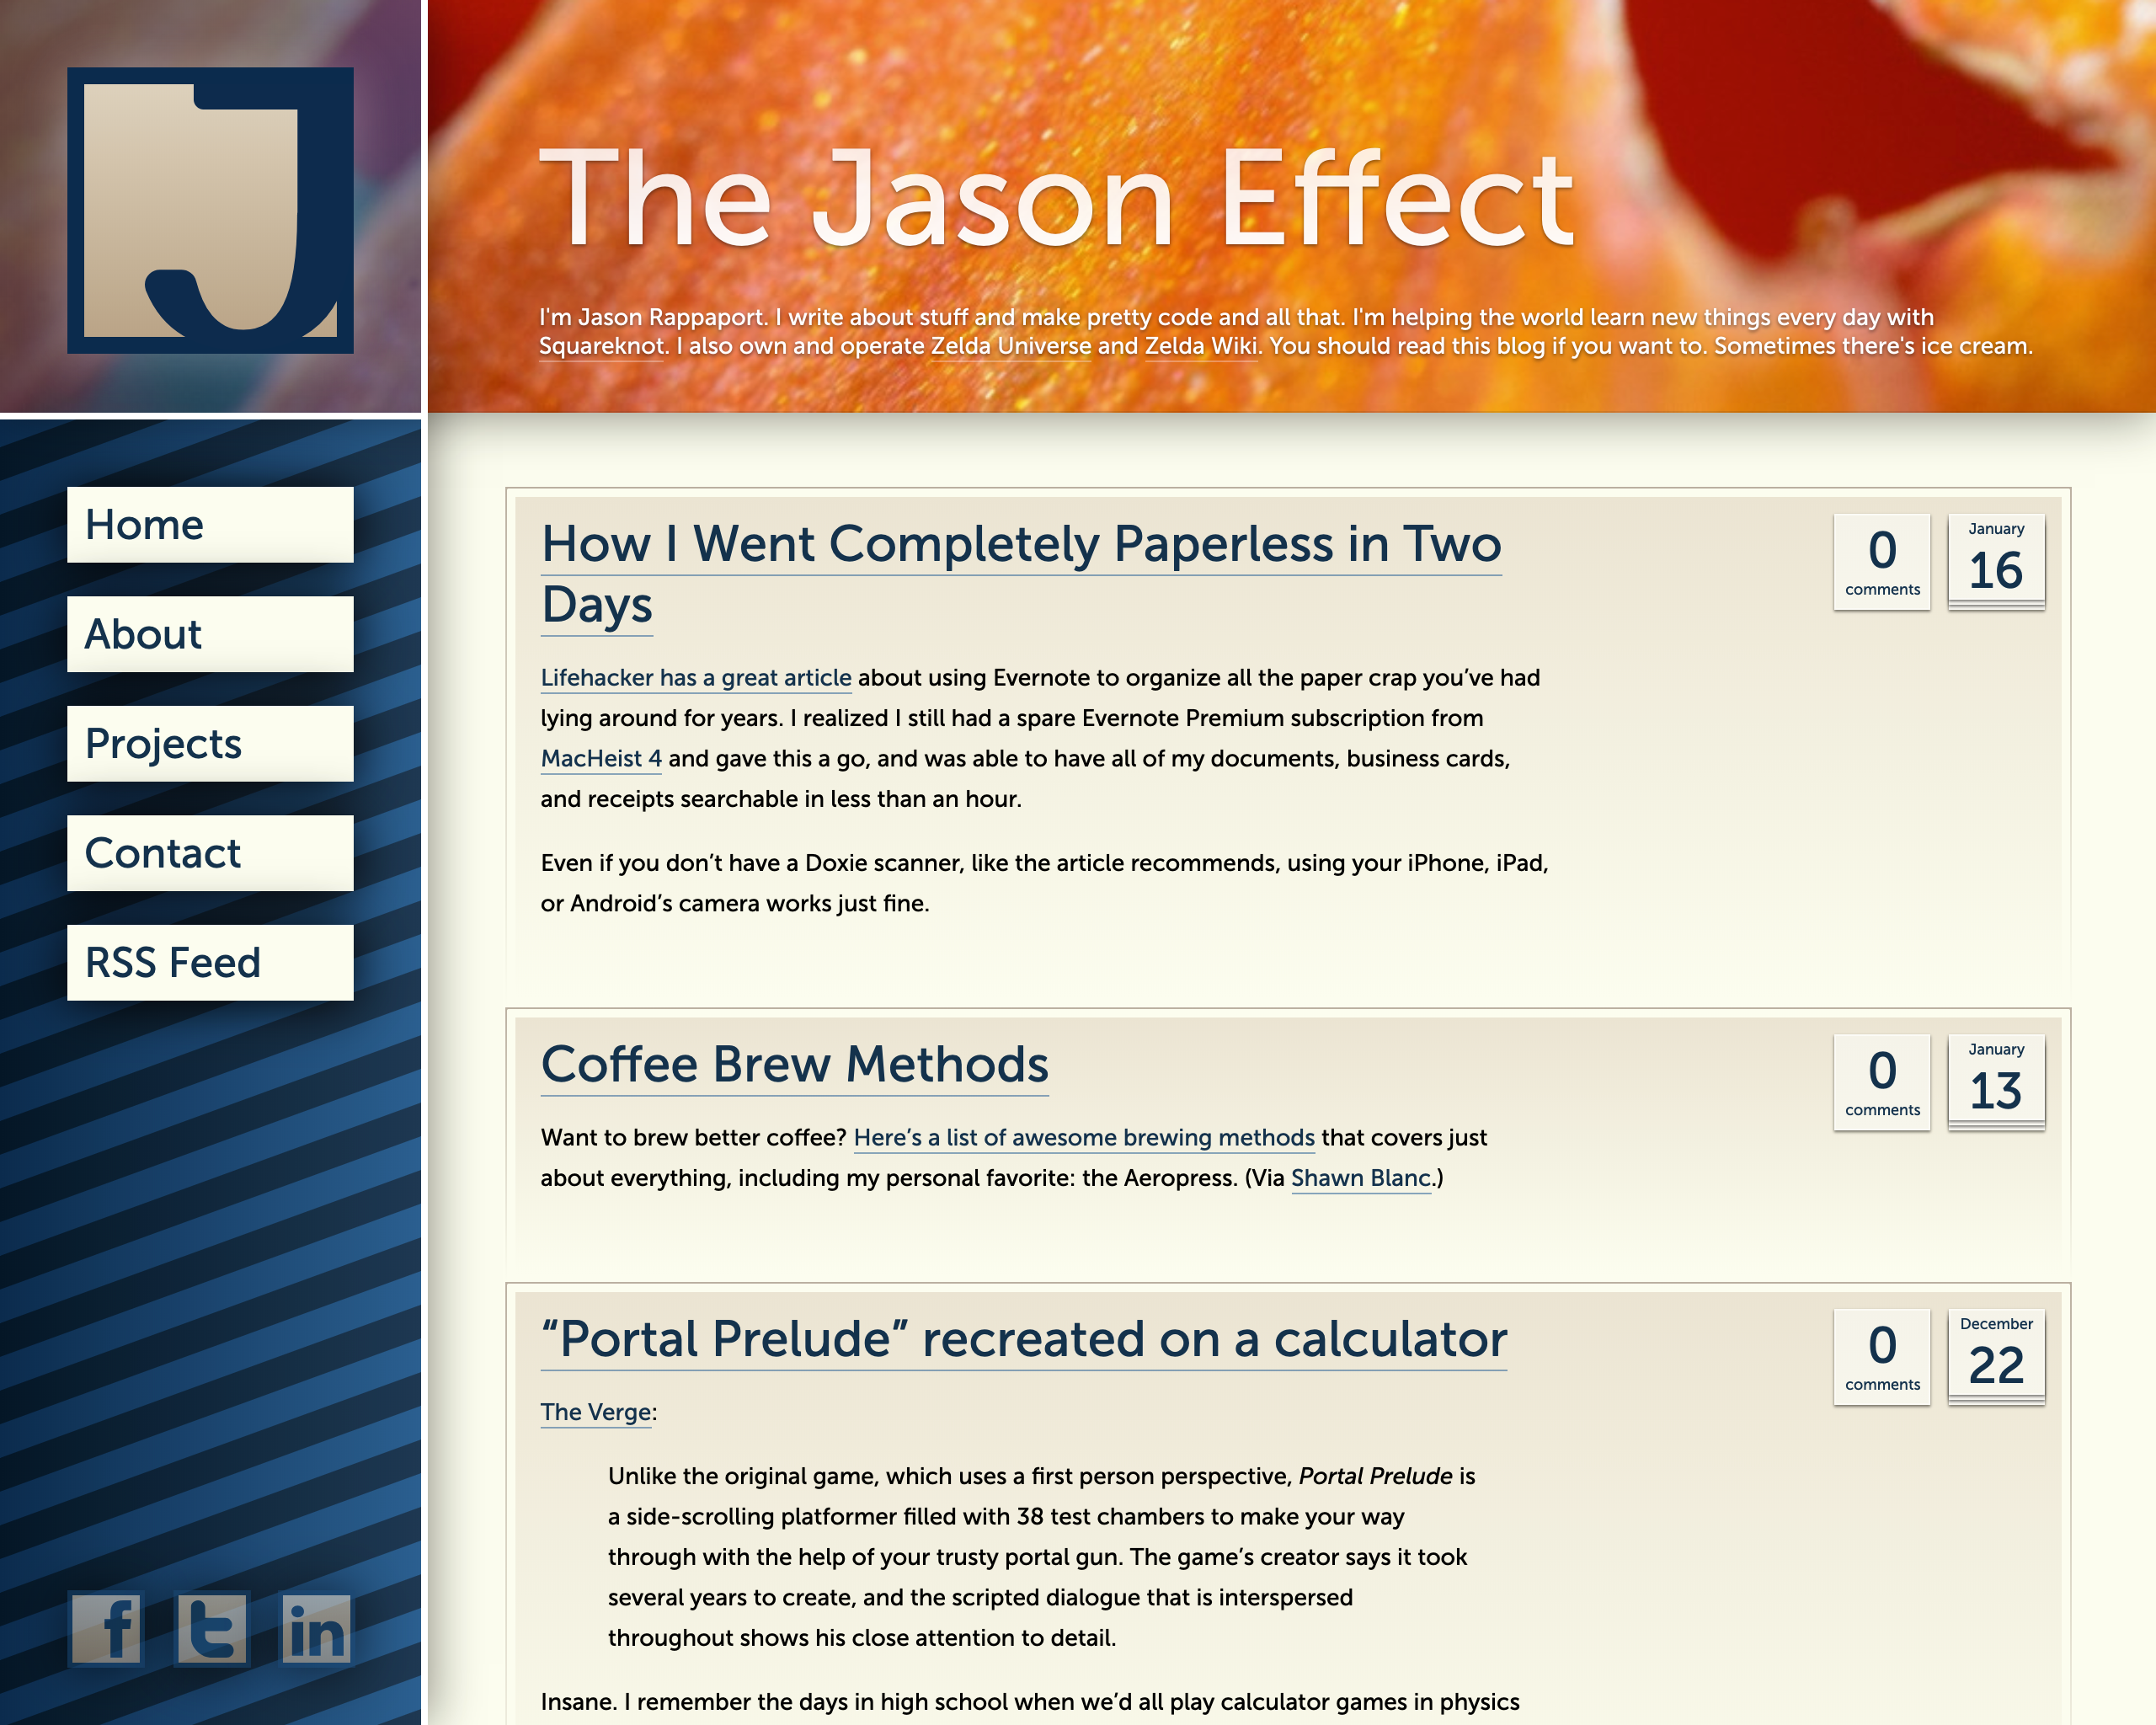 J
The Jason Effect
I'm Jason Rappaport. I write about stuff and make pretty code and all that. I'm helping the world learn new things every day with
Squareknot. I also own and operate Zelda Universe and Zelda Wiki. You should read this blog if you want to. Sometimes there's ice cream.
Home
About
Projects
Contact
RSS Feed
How I Went Completely Paperless in Two
Days
0
comments
January
16
Lifehacker has a great article about using Evernote to organize all the paper crap you’ve had
lying around for years. I realized I still had a spare Evernote Premium subscription from
MacHeist 4 and gave this a go, and was able to have all of my documents, business cards,
and receipts searchable in less than an hour.
Even if you don’t have a Doxie scanner, like the article recommends, using your iPhone, iPad,
or Android’s camera works just fine.
Coffee Brew Methods
0
comments
January
13
Want to brew better coffee? Here’s a list of awesome brewing methods that covers just
about everything, including my personal favorite: the Aeropress. (Via Shawn Blanc.)
“Portal Prelude” recreated on a calculator
0
comments
December
22
The Verge:
Unlike the original game, which uses a first person perspective, Portal Prelude is
a side-scrolling platformer filled with 38 test chambers to make your way
through with the help of your trusty portal gun. The game’s creator says it took
several years to create, and the scripted dialogue that is interspersed
throughout shows his close attention to detail.
Insane. I remember the days in high school when we’d all play calculator games in physics
f
t
in